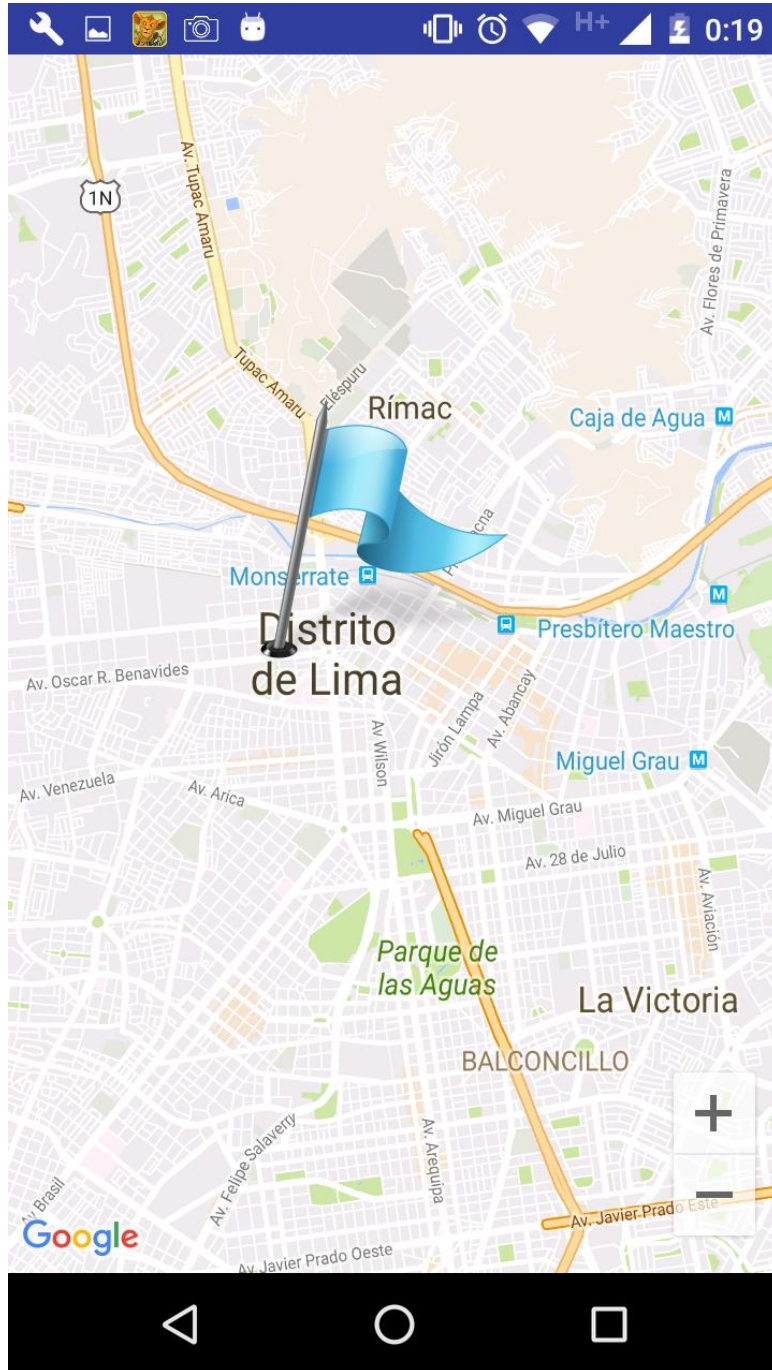 H+ 0:19
Av. Tupac Amaru
1N
Av. Flores de Primavera
Tupac Amaru
Eléspuru
Rímac
Caja de Agua M
Monserrate
M
Distrito
de Lima
Presbítero Maestro
Av. Oscar R. Benavides
Jirón Lampa
Av. Abancay
Av Wilson
Miguel Grau M
Av. Venezuela
Av. Arica
Av. Miguel Grau
Av. 28 de Julio
Av. Aviación
Parque de
las Aguas
La Victoria
BALCONCILLO
+
Av. Felipe Salaverry
Av. Arequipa
Av Brasil
−
Av. Javier Prado Este
Google
Av. Javier Prado Oeste